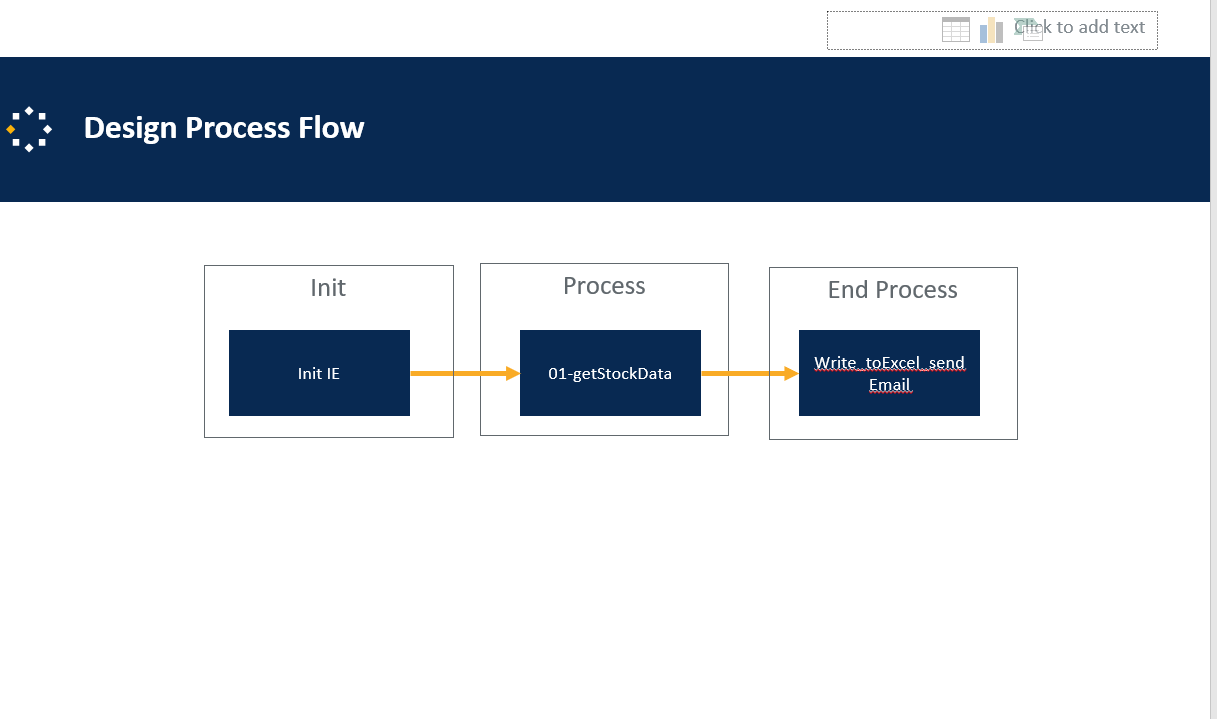 Click to add text
Design Process Flow
Init
Process
End Process
Init IE
01-getStockData
Write_toExcel_send
Email